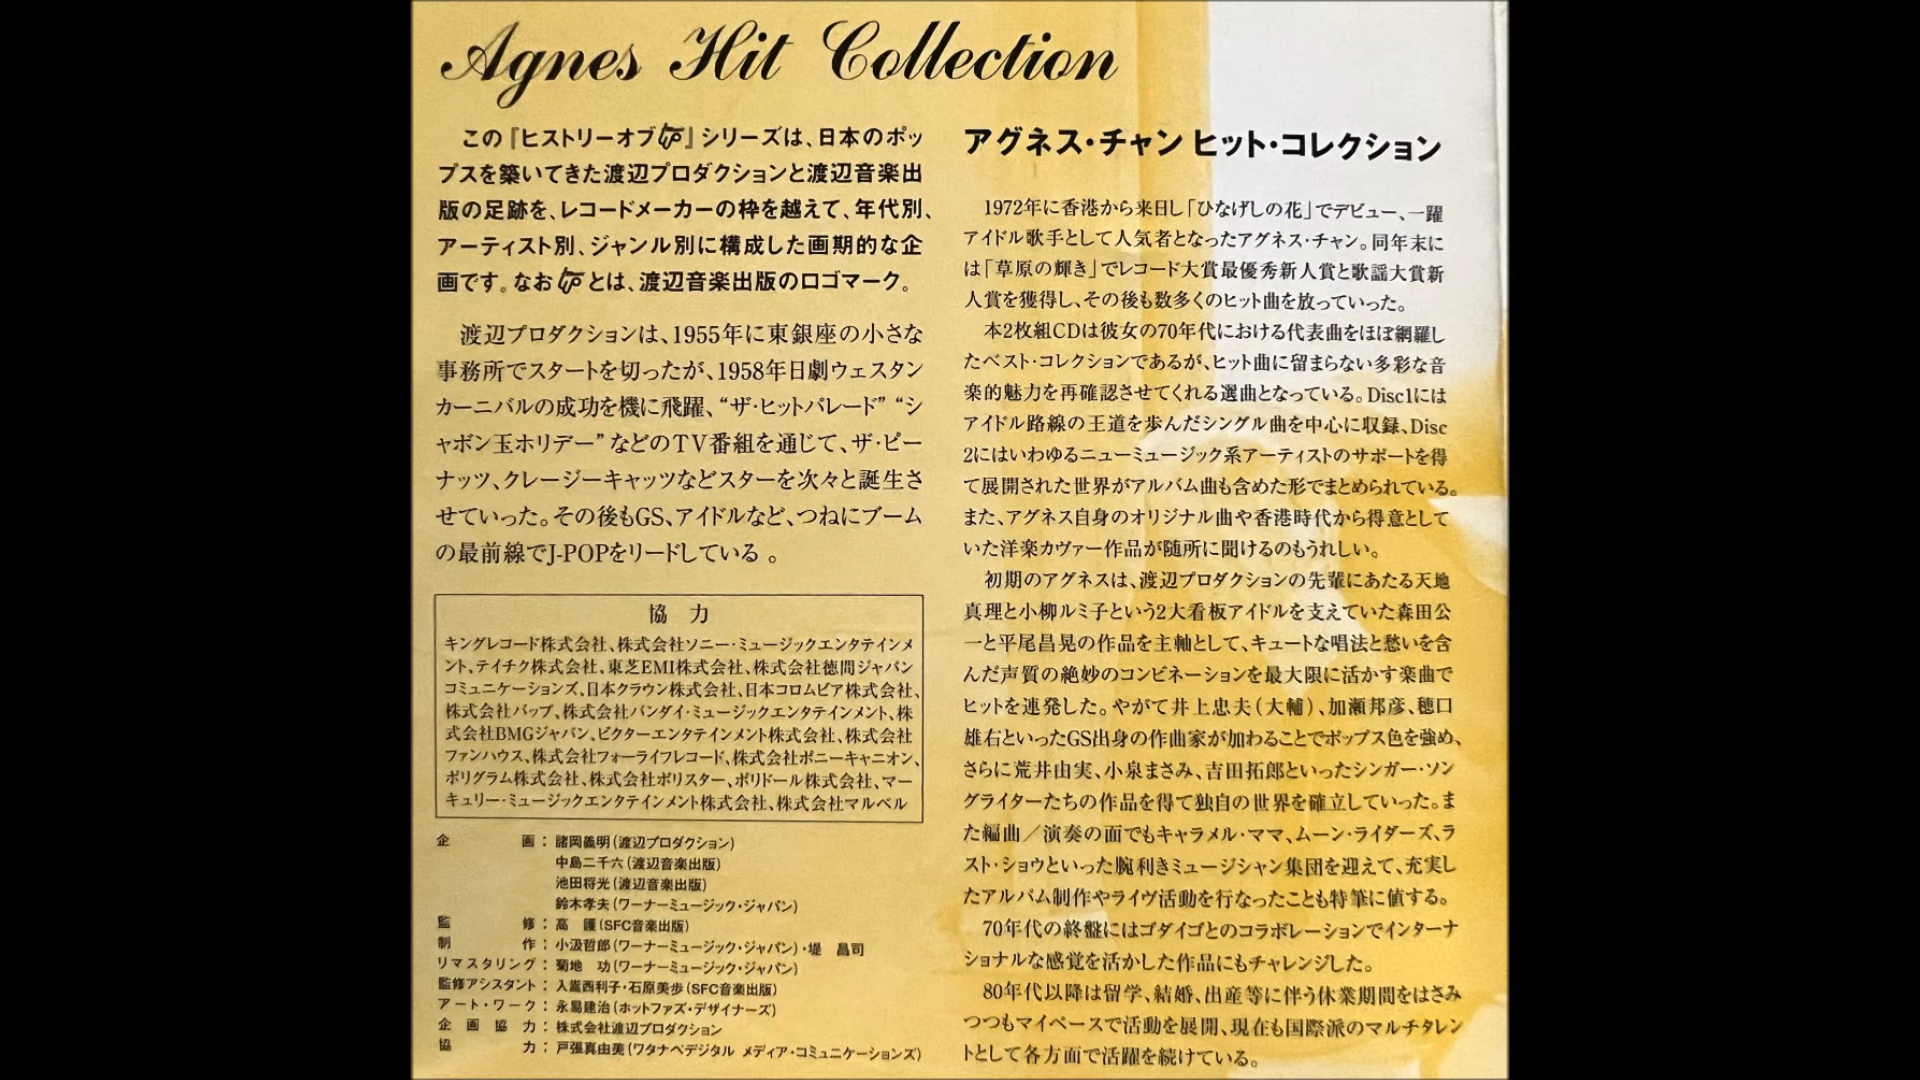 Agnes Hit Collection
この『ヒストリーオブ』シリーズは、日本のポッ
プスを築いてきた渡辺プロダクションと渡辺音楽出
版の足跡を、レコードメーカーの枠を越えて、年代別、
アーティスト別、ジャンル別に構成した画期的な企
画です。なおとは、渡辺音楽出版のロゴマーク。
渡辺プロダクションは、1955年に東銀座の小さな
事務所でスタートを切ったが、1958年日劇ウェスタン
カーニバルの成功を機に飛躍、“ザ・ヒットパレード” “シ
ャボン玉ホリデー” などのTV番組を通じて、ザ・ピー
ナッツ、クレージーキャッツなどスターを次々と誕生さ
せていった。その後もGS、アイドルなど、つねにブーム
の最前線でJ-POPをリードしている 。
協 力
キングレコード株式会社、株式会社ソニー・ミュージックエンタテインメ
ント、テイチク株式会社、東芝EMI株式会社、株式会社徳間ジャパン
コミュニケーションズ、日本クラウン株式会社、日本コロムビア株式会社、
株式会社バップ、株式会社バンダイ・ミュージックエンタテインメント、株
式会社BMGジャパン、ビクターエンタテインメント株式会社、株式会社
ファンハウス、株式会社フォーライフレコード、株式会社ポニーキャニオン、
ポリグラム株式会社、株式会社ポリスター、ポリドール株式会社、マー
キュリー・ミュージックエンタテインメント株式会社、株式会社マルベル
企 画：諸岡義明（渡辺プロダクション）
中島二千六（渡辺音楽出版）
池田将光（渡辺音楽出版）
鈴木孝夫（ワーナーミュージック・ジャパン）
監 修：高 護（SFC音楽出版）
制 作：小汲哲郎（ワーナーミュージック・ジャパン）・堤 昌司
リマスタリング：菊地 功（ワーナーミュージック・ジャパン）
監修アシスタント：入嵩西利子・石原美歩（SFC音楽出版）
アート・ワーク：永易建治（ホットファズ・デザイナーズ）
企 画 協 力：株式会社渡辺プロダクション
協 力：戸張真由美（ワタナベデジタル メディア・コミュニケーションズ）
アグネス・チャン ヒット・コレクション
1972年に香港から来日し「ひなげしの花」でデビュー、一躍
アイドル歌手として人気者となったアグネス・チャン。同年末に
は「草原の輝き」でレコード大賞最優秀新人賞と歌謡大賞新
人賞を獲得し、その後も数多くのヒット曲を放っていった。
本2枚組CDは彼女の70年代における代表曲をほぼ網羅し
たベスト・コレクションであるが、ヒット曲に留まらない多彩な音
楽的魅力を再確認させてくれる選曲となっている。Disc1には
アイドル路線の王道を歩んだシングル曲を中心に収録、Disc
2にはいわゆるニューミュージック系アーティストのサポートを得
て展開された世界がアルバム曲も含めた形でまとめられている。
また、アグネス自身のオリジナル曲や香港時代から得意として
いた洋楽カヴァー作品が随所に聞けるのもうれしい。
初期のアグネスは、渡辺プロダクションの先輩にあたる天地
真理と小柳ルミ子という2大看板アイドルを支えていた森田公
一と平尾昌晃の作品を主軸として、キュートな唱法と愁いを含
んだ声質の絶妙のコンビネーションを最大限に活かす楽曲で
ヒットを連発した。やがて井上忠夫（大輔）、加瀬邦彦、穂口
雄右といったGS出身の作曲家が加わることでポップス色を強め、
さらに荒井由実、小泉まさみ、吉田拓郎といったシンガー・ソン
グライターたちの作品を得て独自の世界を確立していった。ま
た編曲／演奏の面でもキャラメル・ママ、ムーン・ライダーズ、ラ
スト・ショウといった腕利きミュージシャン集団を迎えて、充実し
たアルバム制作やライヴ活動を行なったことも特筆に値する。
70年代の終盤にはゴダイゴとのコラボレーションでインターナ
ショナルな感覚を活かした作品にもチャレンジした。
80年代以降は留学、結婚、出産等に伴う休業期間をはさみ
つつもマイペースで活動を展開、現在も国際派のマルチタレン
トとして各方面で活躍を続けている。